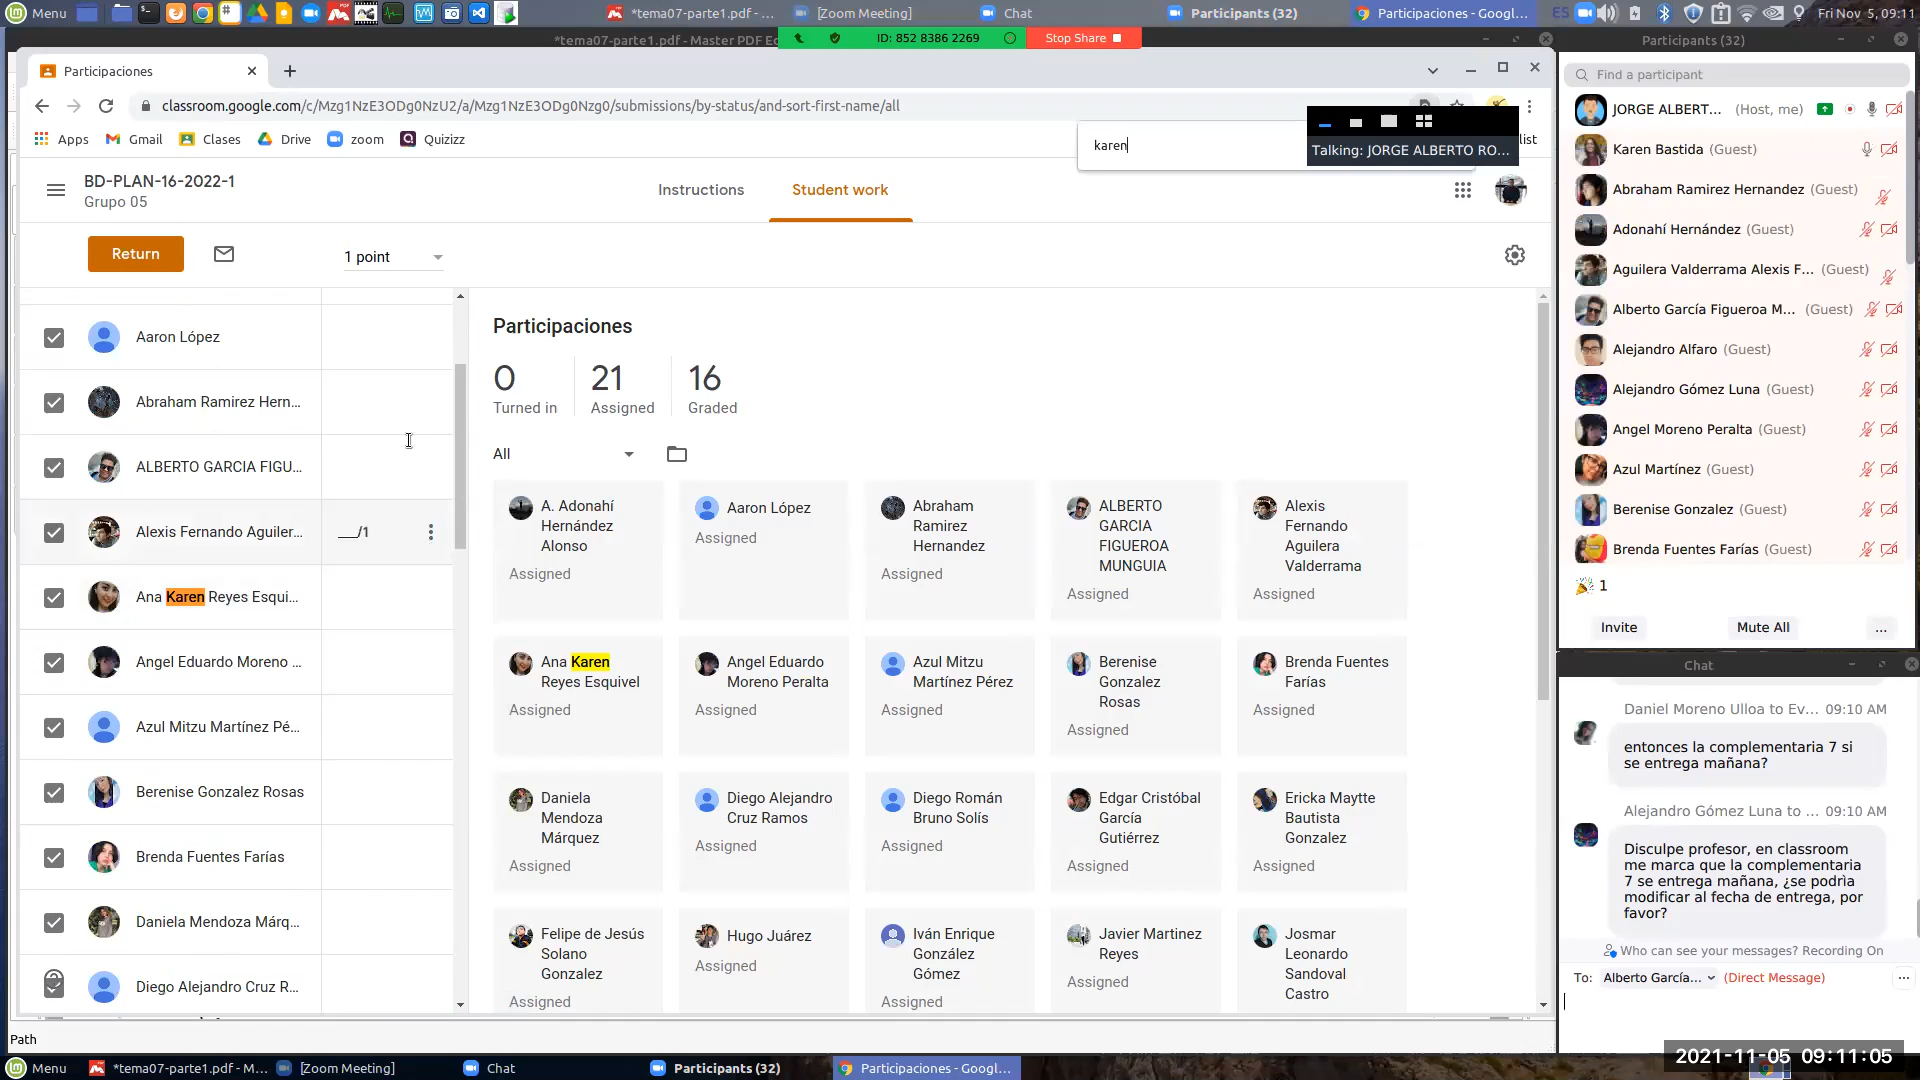 Menu
*tema07-parte1.pdf - ...
[Zoom Meeting]
Chat
Participants (32)
Participaciones - Googl...
ES
Fri Nov 5, 09:11
*tema07-parte1.pdf - Master PDF Ed
ID: 852 8386 2269
Stop Share
Participants (32)
Participaciones
classroom.google.com/c/Mzg1NzE3ODg0NzU2/a/Mzg1NzE3ODg0Nzg0/submissions/by-status/and-sort-first-name/all
Apps
Gmail
Clases
Drive
zoom
Quizizz
list
karen
Talking: JORGE ALBERTO RO...
BD-PLAN-16-2022-1
Grupo 05
Instructions
Student work
Return
1 point
Aaron López
Abraham Ramirez Hern...
ALBERTO GARCIA FIGU...
Alexis Fernando Aguiler...
___/1
Ana Karen Reyes Esqui...
Angel Eduardo Moreno ...
Azul Mitzu Martínez Pé...
Berenise Gonzalez Rosas
Brenda Fuentes Farías
Daniela Mendoza Márq...
Diego Alejandro Cruz R...
Participaciones
0
Turned in
21
Assigned
16
Graded
All
A. Adonahí
Hernández
Alonso
Assigned
Aaron López
Assigned
Abraham
Ramirez
Hernandez
Assigned
ALBERTO
GARCIA
FIGUEROA
MUNGUIA
Assigned
Alexis
Fernando
Aguilera
Valderrama
Assigned
Ana Karen
Reyes Esquivel
Assigned
Angel Eduardo
Moreno Peralta
Assigned
Azul Mitzu
Martínez Pérez
Assigned
Berenise
Gonzalez
Rosas
Assigned
Brenda Fuentes
Farías
Assigned
Daniela
Mendoza
Márquez
Assigned
Diego Alejandro
Cruz Ramos
Assigned
Diego Román
Bruno Solís
Assigned
Edgar Cristóbal
García
Gutiérrez
Assigned
Ericka Maytte
Bautista
Gonzalez
Assigned
Felipe de Jesús
Solano
Gonzalez
Assigned
Hugo Juárez
Assigned
Iván Enrique
González
Gómez
Assigned
Javier Martinez
Reyes
Assigned
Josmar
Leonardo
Sandoval
Castro
Find a participant
JORGE ALBERT... (Host, me)
Karen Bastida (Guest)
Abraham Ramirez Hernandez (Guest)
Adonahí Hernández (Guest)
Aguilera Valderrama Alexis F... (Guest)
Alberto García Figueroa M... (Guest)
Alejandro Alfaro (Guest)
Alejandro Gómez Luna (Guest)
Angel Moreno Peralta (Guest)
Azul Martínez (Guest)
Berenise Gonzalez (Guest)
Brenda Fuentes Farías (Guest)
1
Invite
Mute All
...
Chat
Daniel Moreno Ulloa to Ev... 09:10 AM
entonces la complementaria 7 si
se entrega mañana?
Alejandro Gómez Luna to ... 09:10 AM
Disculpe profesor, en classroom
me marca que la complementaria
7 se entrega mañana, ¿se podrìa
modificar al fecha de entrega, por
favor?
Who can see your messages? Recording On
To: Alberto García... (Direct Message)
Path
Menu
*tema07-parte1.pdf - M...
[Zoom Meeting]
Chat
Participants (32)
Participaciones - Googl...
2021-11-05 09:11:05